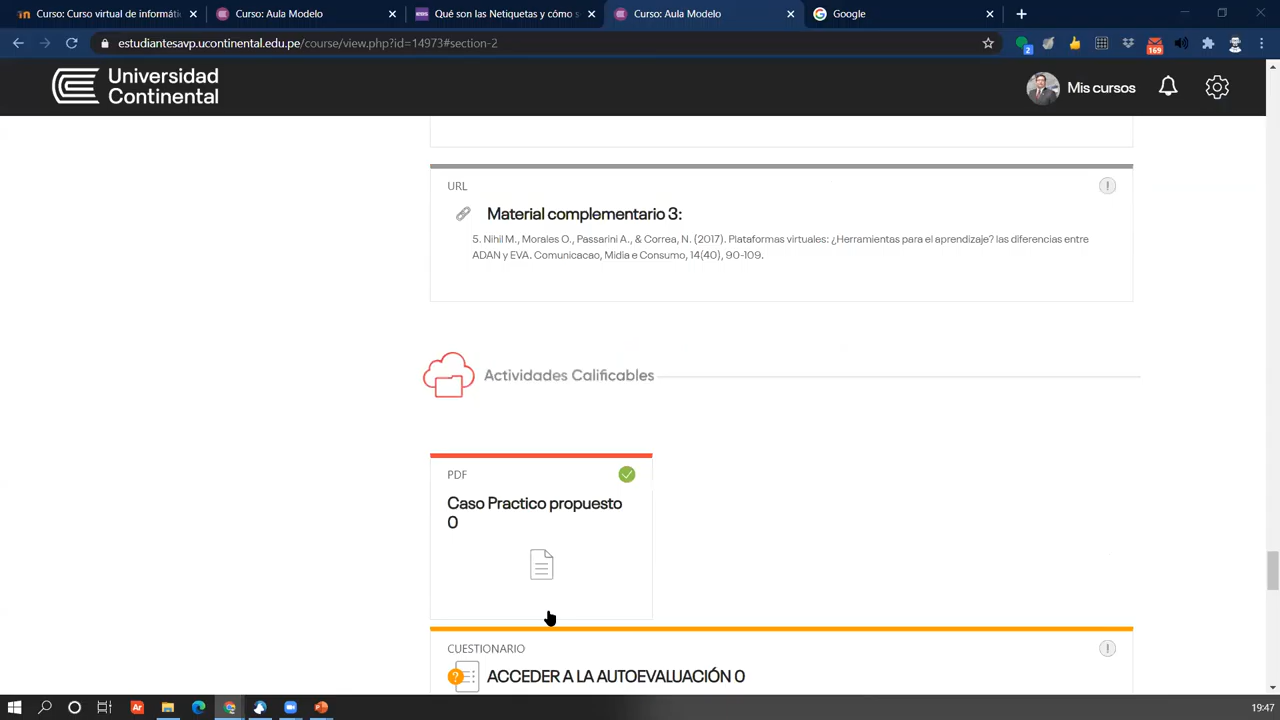 Curso: Curso virtual de informáti
Curso: Aula Modelo
Qué son las Netiquetas y cómo s
Curso: Aula Modelo
Google
estudiantesavp.ucontinental.edu.pe/course/view.php?id=14973#section-2
2
169
Universidad
Continental
Mis cursos
URL
Material complementario 3:
5. Nihil M., Morales O., Passarini A., & Correa, N. (2017). Plataformas virtuales: ¿Herramientas para el aprendizaje? las diferencias entre
ADAN y EVA. Comunicacao, Midia e Consumo, 14(40), 90-109.
Actividades Calificables
PDF
Caso Practico propuesto
0
CUESTIONARIO
ACCEDER A LA AUTOEVALUACIÓN 0
Ar
19:47